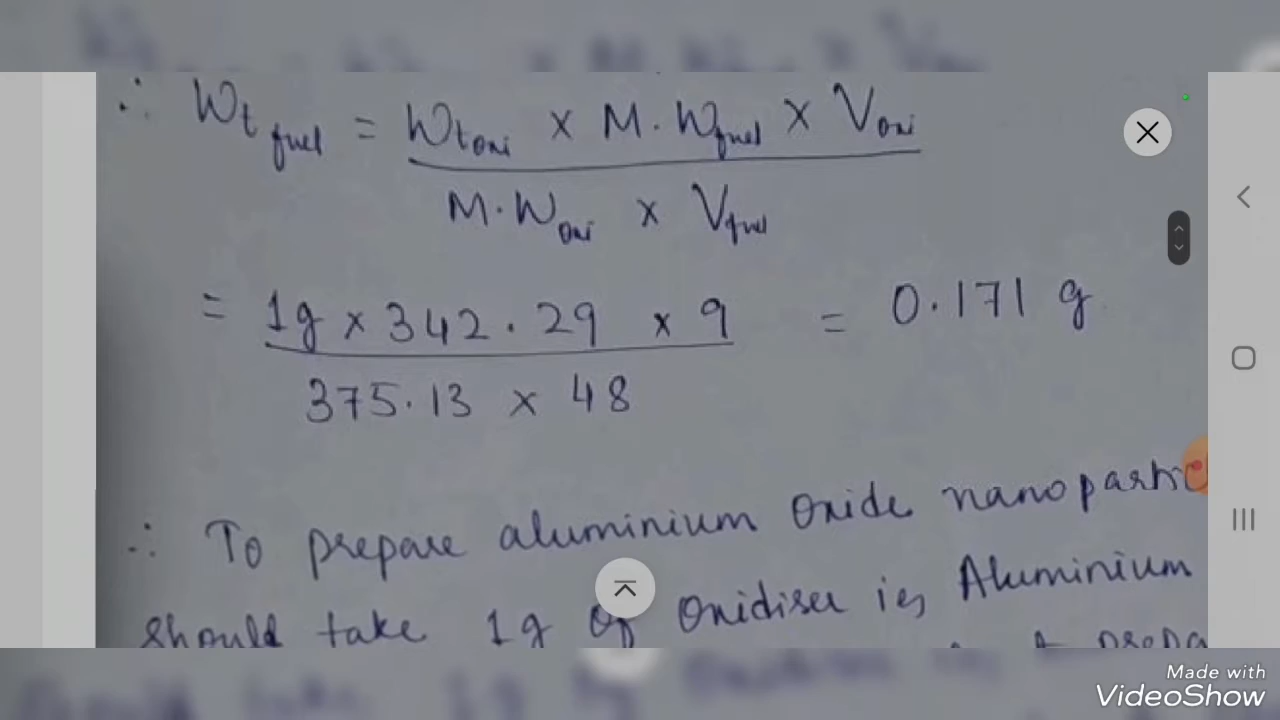 ∴ Wt fuel = Wt oxi × M.W fuel × V oxi
M.W oxi × V fuel
= 1g × 342.29 × 9 = 0.171 g
375.13 × 48
∴ To prepare aluminium Oxide
should take 1g of Oxidiser ie, Aluminium
Made with
VideoShow